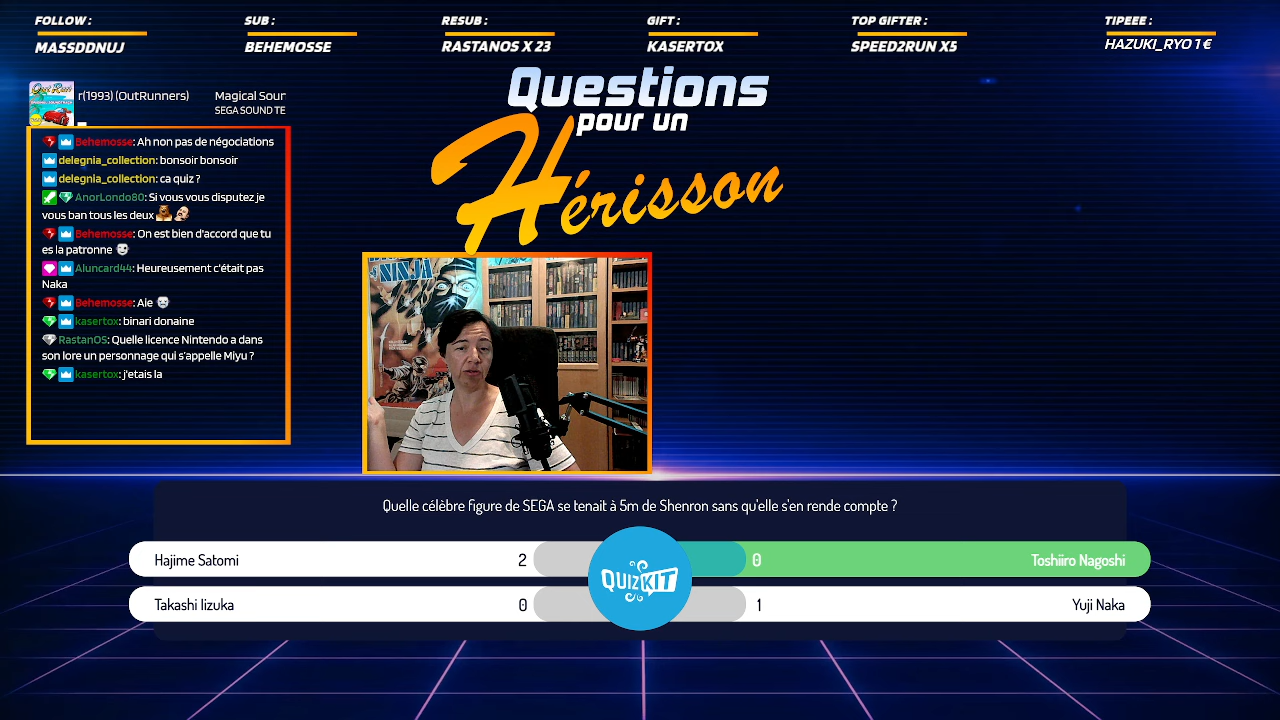 FOLLOW :
MASSDDNUJ
SUB :
BEHEMOSSE
RESUB :
RASTANOS X 23
GIFT :
KASERTOX
TOP GIFTER :
SPEED2RUN X5
TIPEEE :
HAZUKI_RYO 1 €
r (1993) (OutRunners)
Magical Sour
SEGA SOUND TE
Questions
pour un
Hérisson
Behemosse: Ah non pas de négociations
delegnia_collection: bonsoir bonsoir
delegnia_collection: ca quiz ?
AnorLondo80: Si vous vous disputez je
vous ban tous les deux
Behemosse: On est bien d'accord que tu
es la patronne
Aluncard44: Heureusement c'était pas
Naka
Behemosse: Aie
kasertox: binari donaine
RastanOS: Quelle licence Nintendo a dans
son lore un personnage qui s'appelle Miyu ?
kasertox: j'etais la
NINJA
Quelle célèbre figure de SEGA se tenait à 5m de Shenron sans qu'elle s'en rende compte ?
Hajime Satomi 2
0 Toshiiro Nagoshi
QUIZKIT
Takashi Iizuka 0
1 Yuji Naka